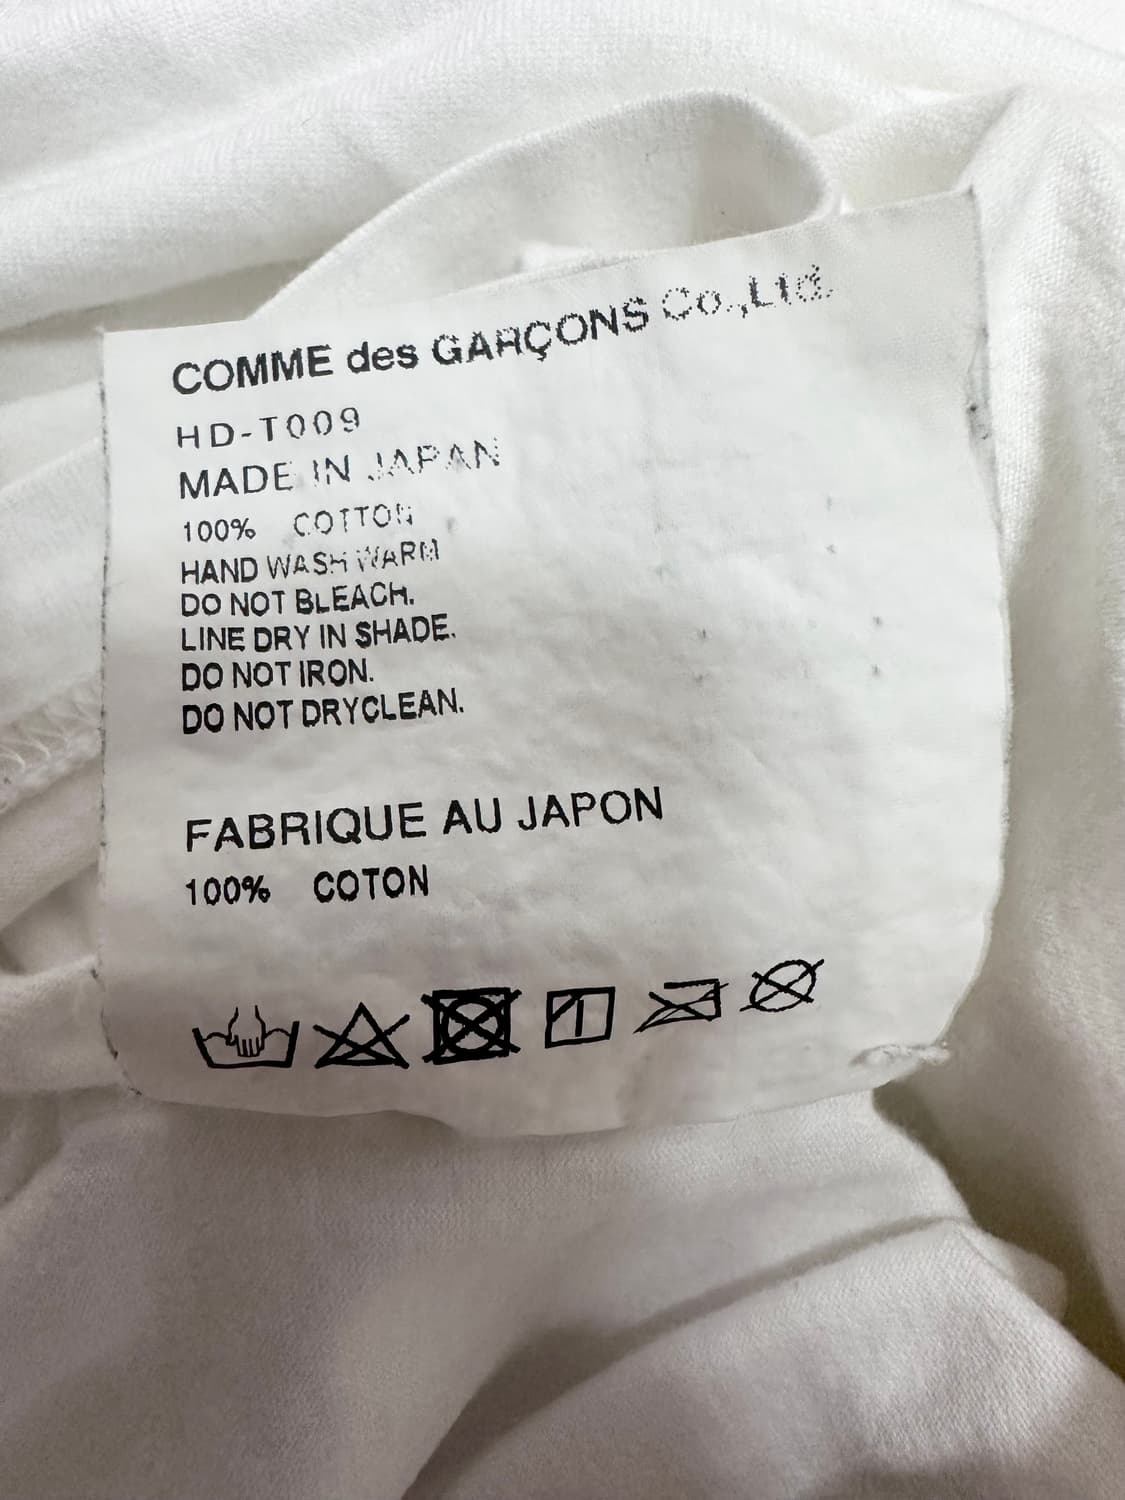 COMME des GARÇONS Co.,Ltd.
HD-T009
MADE IN JAPAN
100% COTTON
HAND WASH WARM
DO NOT BLEACH.
LINE DRY IN SHADE.
DO NOT IRON.
DO NOT DRYCLEAN.
FABRIQUE AU JAPON
100% COTON